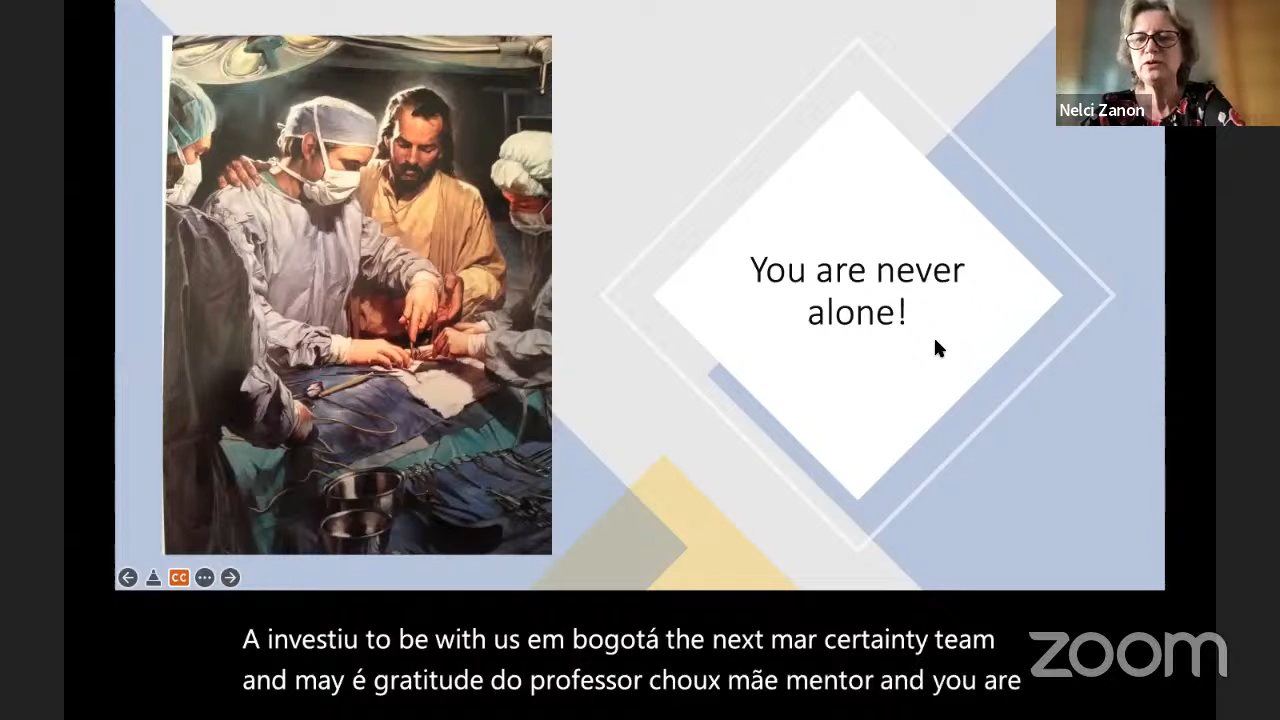 Nelci Zanon
You are never
alone!
CC
A investiu to be with us em bogotá the next mar certainty team
and may é gratitude do professor choux mãe mentor and you are
zoom